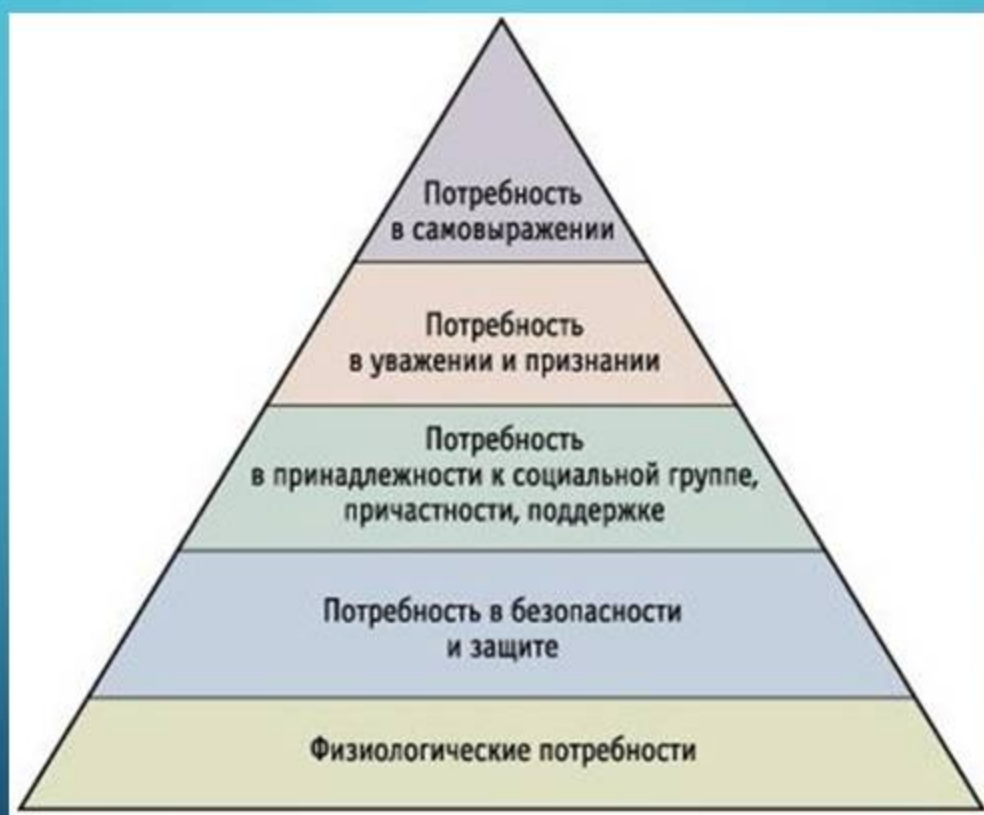 Потребность
в самовыражении
Потребность
в уважении и признании
Потребность
в принадлежности к социальной группе,
причастности, поддержке
Потребность в безопасности
и защите
Физиологические потребности